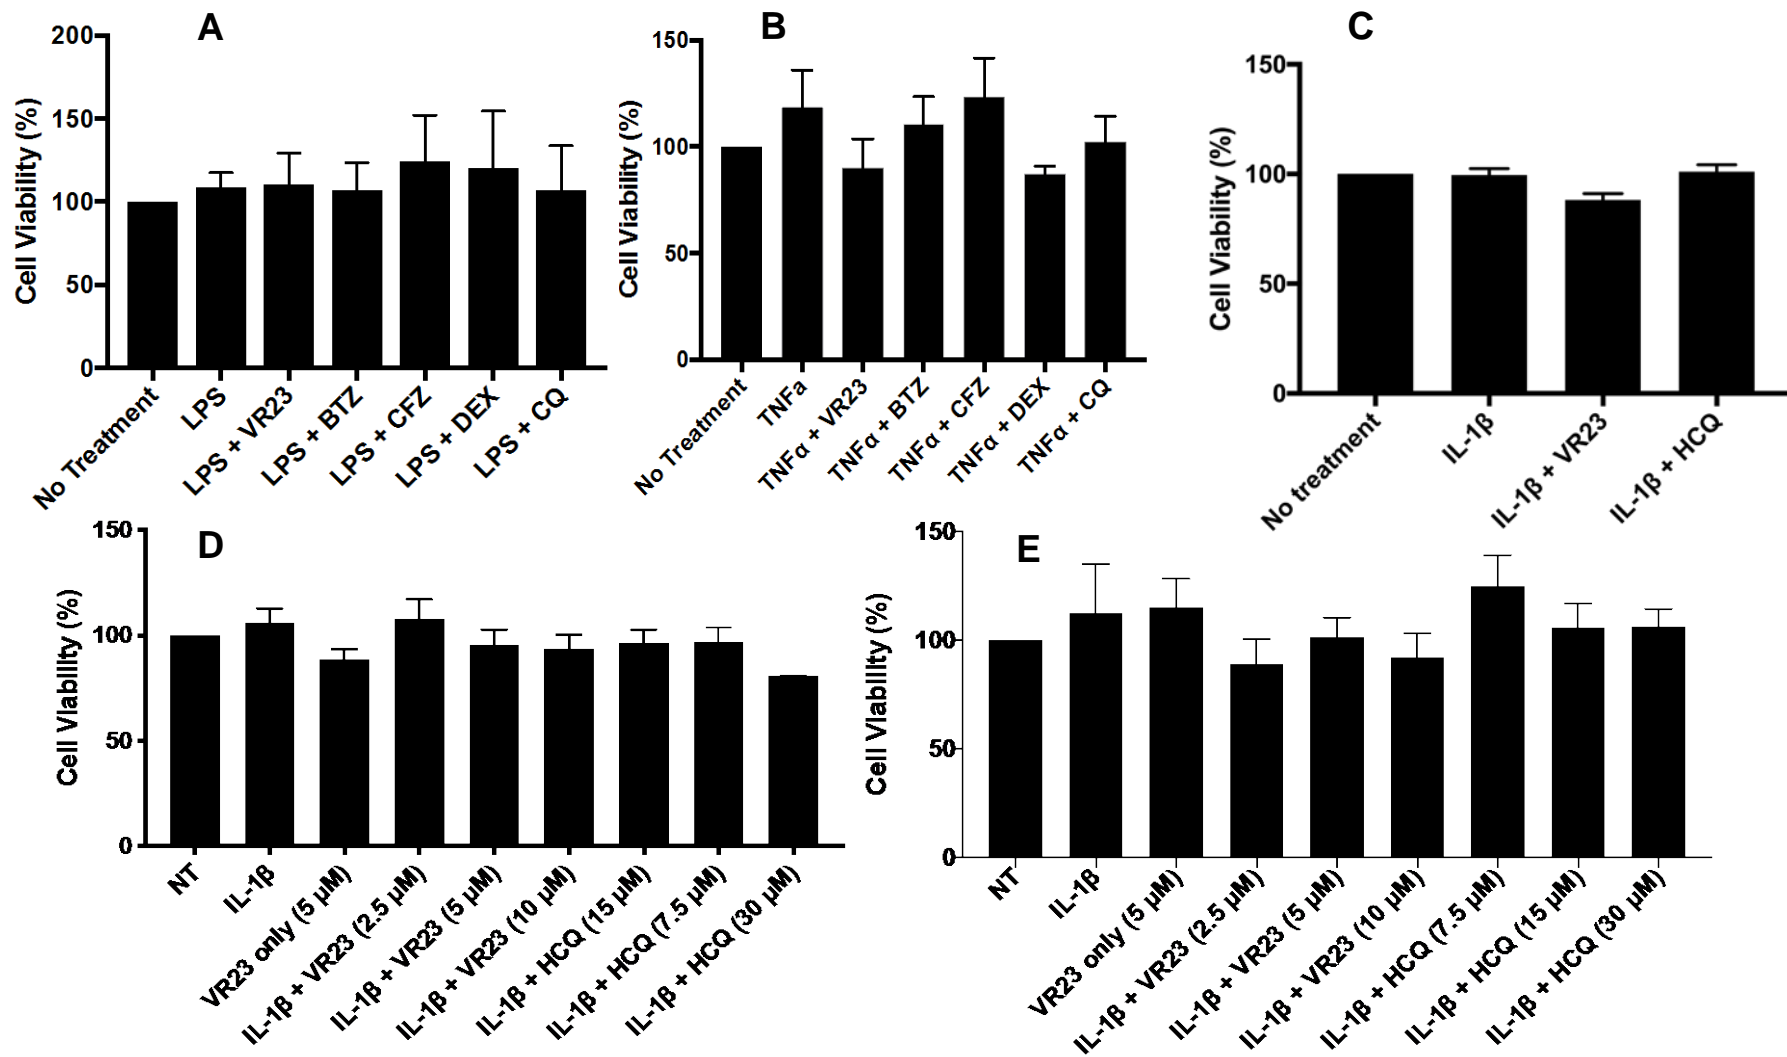 A
200
150
100
50
0
Cell Viability (%)
No Treatment
LPS
LPS + VR23
LPS + BTZ
LPS + CFZ
LPS + DEX
LPS + CQ
B
150
100
50
0
Cell Viability (%)
No Treatment
TNFa
TNFα + VR23
TNFα + BTZ
TNFα + CFZ
TNFα + DEX
TNFα + CQ
C
150
100
50
0
Cell Viability (%)
No treatment
IL-1β
IL-1β + VR23
IL-1β + HCQ
D
150
100
50
0
Cell Viability (%)
NT
IL-1β
VR23 only (5 μM)
IL-1β + VR23 (2.5 μM)
IL-1β + VR23 (5 μM)
IL-1β + VR23 (10 μM)
IL-1β + HCQ (15 μM)
IL-1β + HCQ (7.5 μM)
IL-1β + HCQ (30 μM)
E
150
100
50
0
Cell Viability (%)
NT
IL-1β
VR23 only (5 μM)
IL-1β + VR23 (2.5 μM)
IL-1β + VR23 (5 μM)
IL-1β + VR23 (10 μM)
IL-1β + HCQ (7.5 μM)
IL-1β + HCQ (15 μM)
IL-1β + HCQ (30 μM)